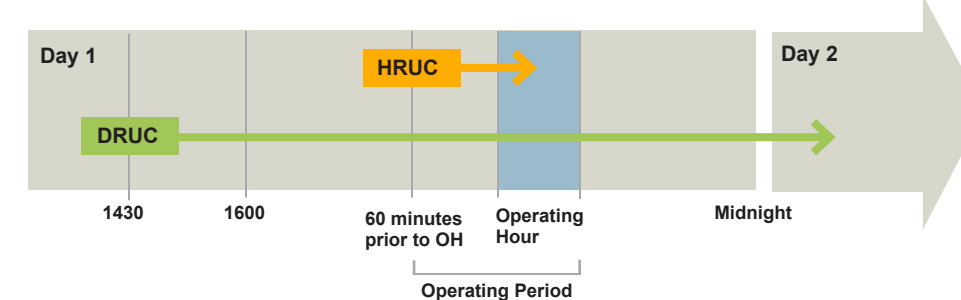 Day 1
HRUC
Day 2
DRUC
1430
1600
60 minutes
prior to OH
Operating
Hour
Midnight
Operating Period